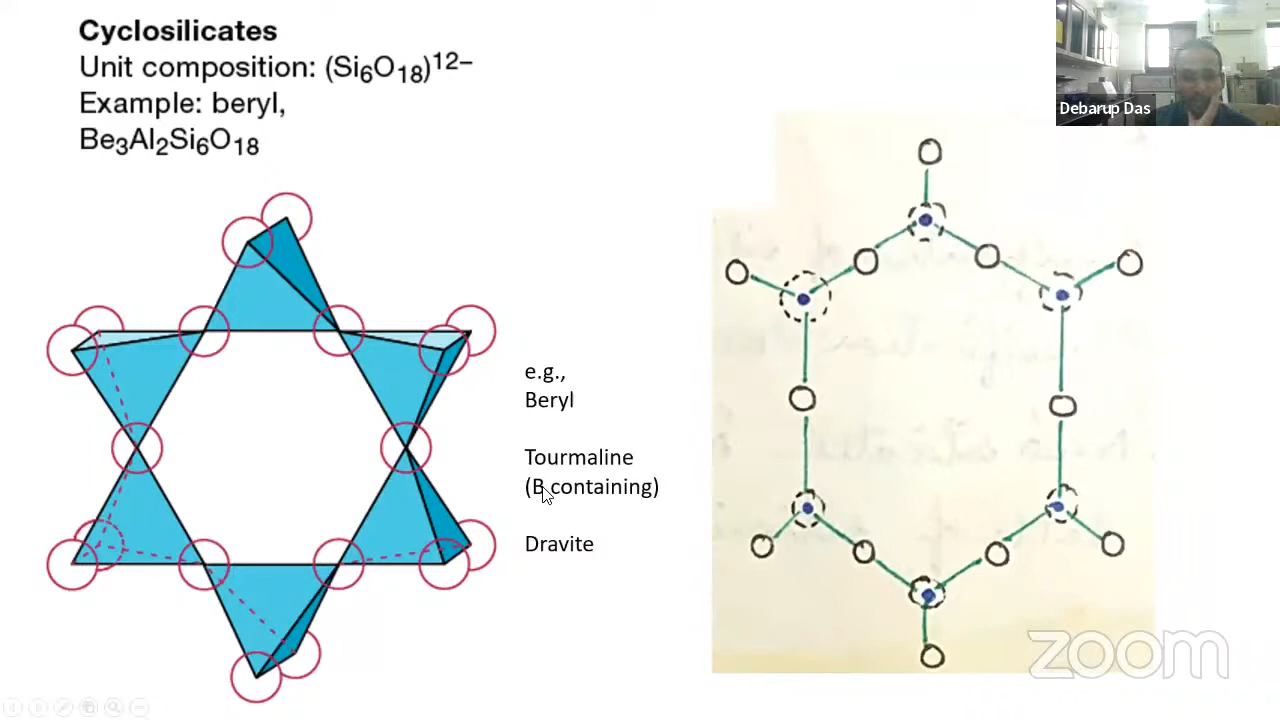 Cyclosilicates
Unit composition: (Si₆O₁₈)¹²⁻
Example: beryl,
Be₃Al₂Si₆O₁₈
Debarup Das
e.g.,
Beryl
Tourmaline
(B containing)
Dravite
zoom